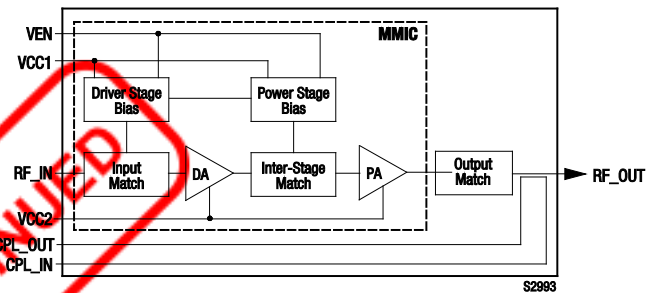 VEN
MMIC
VCC1
Driver Stage
Bias
Power Stage
Bias
RF_IN
Input
Match
DA
Inter-Stage
Match
PA
Output
Match
RF_OUT
VCC2
CPL_OUT
CPL_IN
NUED
S2993